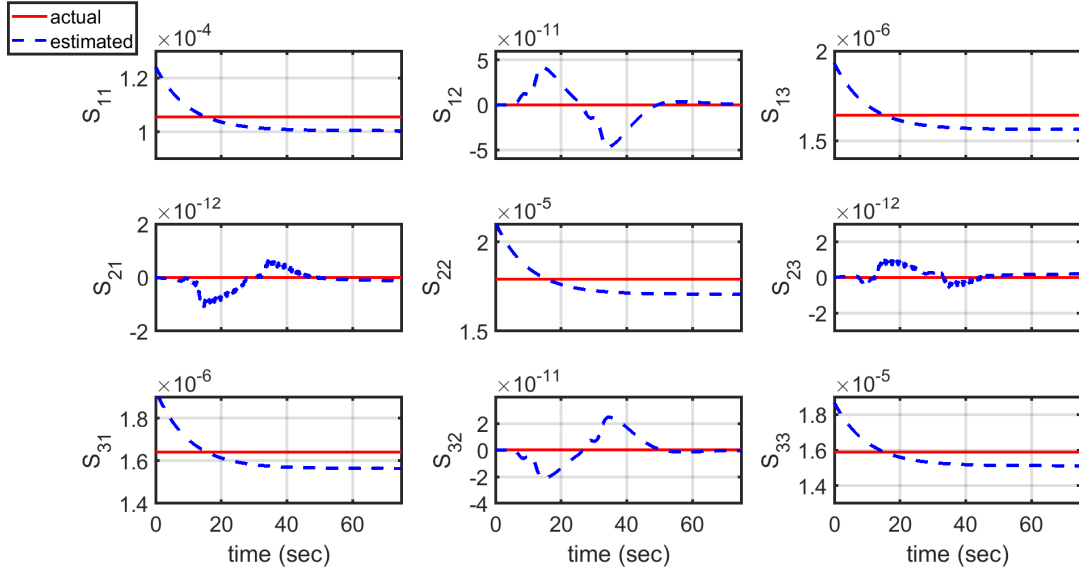 actual
estimated
×10⁻⁴
1.2
1
S₁₁
×10⁻¹¹
5
0
-5
S₁₂
×10⁻⁶
2
1.5
S₁₃
×10⁻¹²
2
0
-2
S₂₁
×10⁻⁵
2
1.5
S₂₂
×10⁻¹²
2
0
-2
S₂₃
×10⁻⁶
1.8
1.6
1.4
S₃₁
0 20 40 60
time (sec)
×10⁻¹¹
2
0
-2
-4
S₃₂
0 20 40 60
time (sec)
×10⁻⁵
1.8
1.6
1.4
S₃₃
0 20 40 60
time (sec)